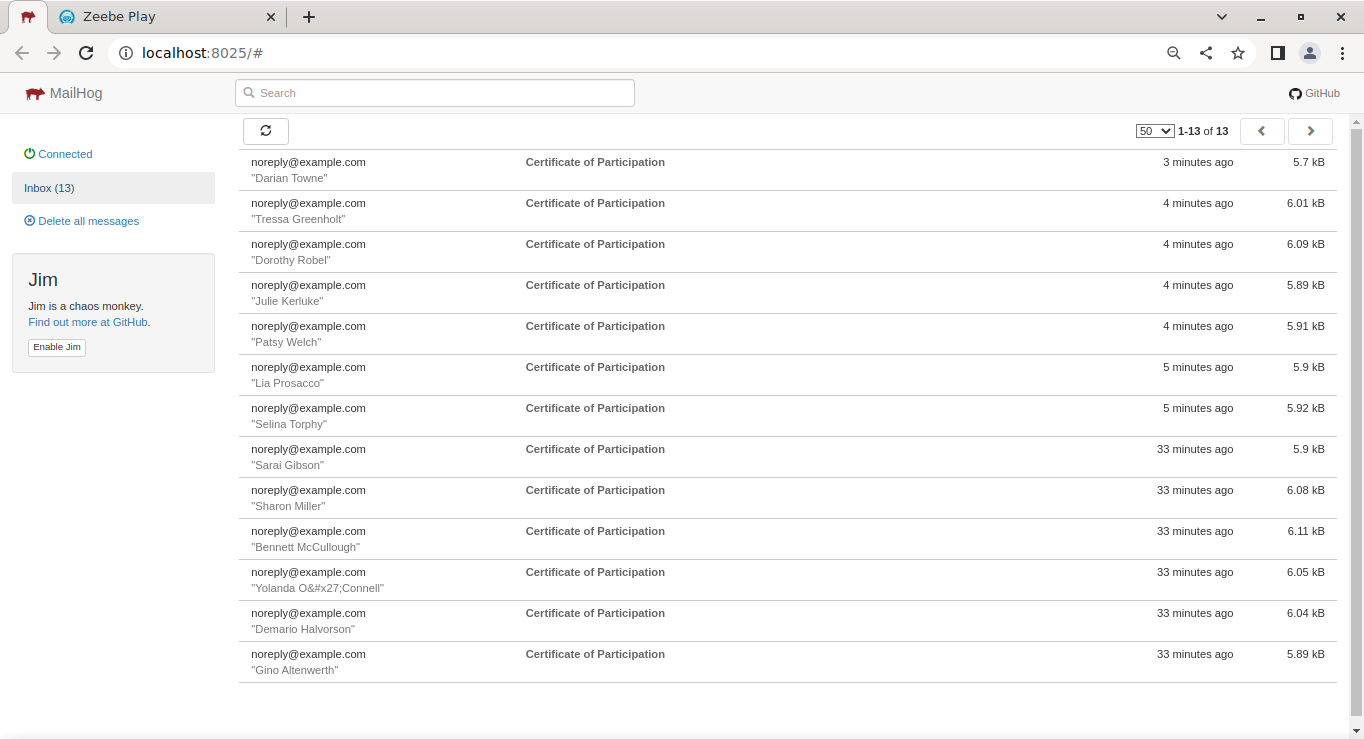 Zeebe Play
localhost:8025/#
MailHog
Search
GitHub
50 1-13 of 13
Connected
Inbox (13)
Delete all messages
Jim
Jim is a chaos monkey.
Find out more at GitHub.
Enable Jim
noreply@example.com Certificate of Participation 3 minutes ago 5.7 kB
"Darian Towne"
noreply@example.com Certificate of Participation 4 minutes ago 6.01 kB
"Tressa Greenholt"
noreply@example.com Certificate of Participation 4 minutes ago 6.09 kB
"Dorothy Robel"
noreply@example.com Certificate of Participation 4 minutes ago 5.89 kB
"Julie Kerluke"
noreply@example.com Certificate of Participation 4 minutes ago 5.91 kB
"Patsy Welch"
noreply@example.com Certificate of Participation 5 minutes ago 5.9 kB
"Lia Prosacco"
noreply@example.com Certificate of Participation 5 minutes ago 5.92 kB
"Selina Torphy"
noreply@example.com Certificate of Participation 33 minutes ago 5.9 kB
"Sarai Gibson"
noreply@example.com Certificate of Participation 33 minutes ago 6.08 kB
"Sharon Miller"
noreply@example.com Certificate of Participation 33 minutes ago 6.11 kB
"Bennett McCullough"
noreply@example.com Certificate of Participation 33 minutes ago 6.05 kB
"Yolanda O&#x27;Connell"
noreply@example.com Certificate of Participation 33 minutes ago 6.04 kB
"Demario Halvorson"
noreply@example.com Certificate of Participation 33 minutes ago 5.89 kB
"Gino Altenwerth"